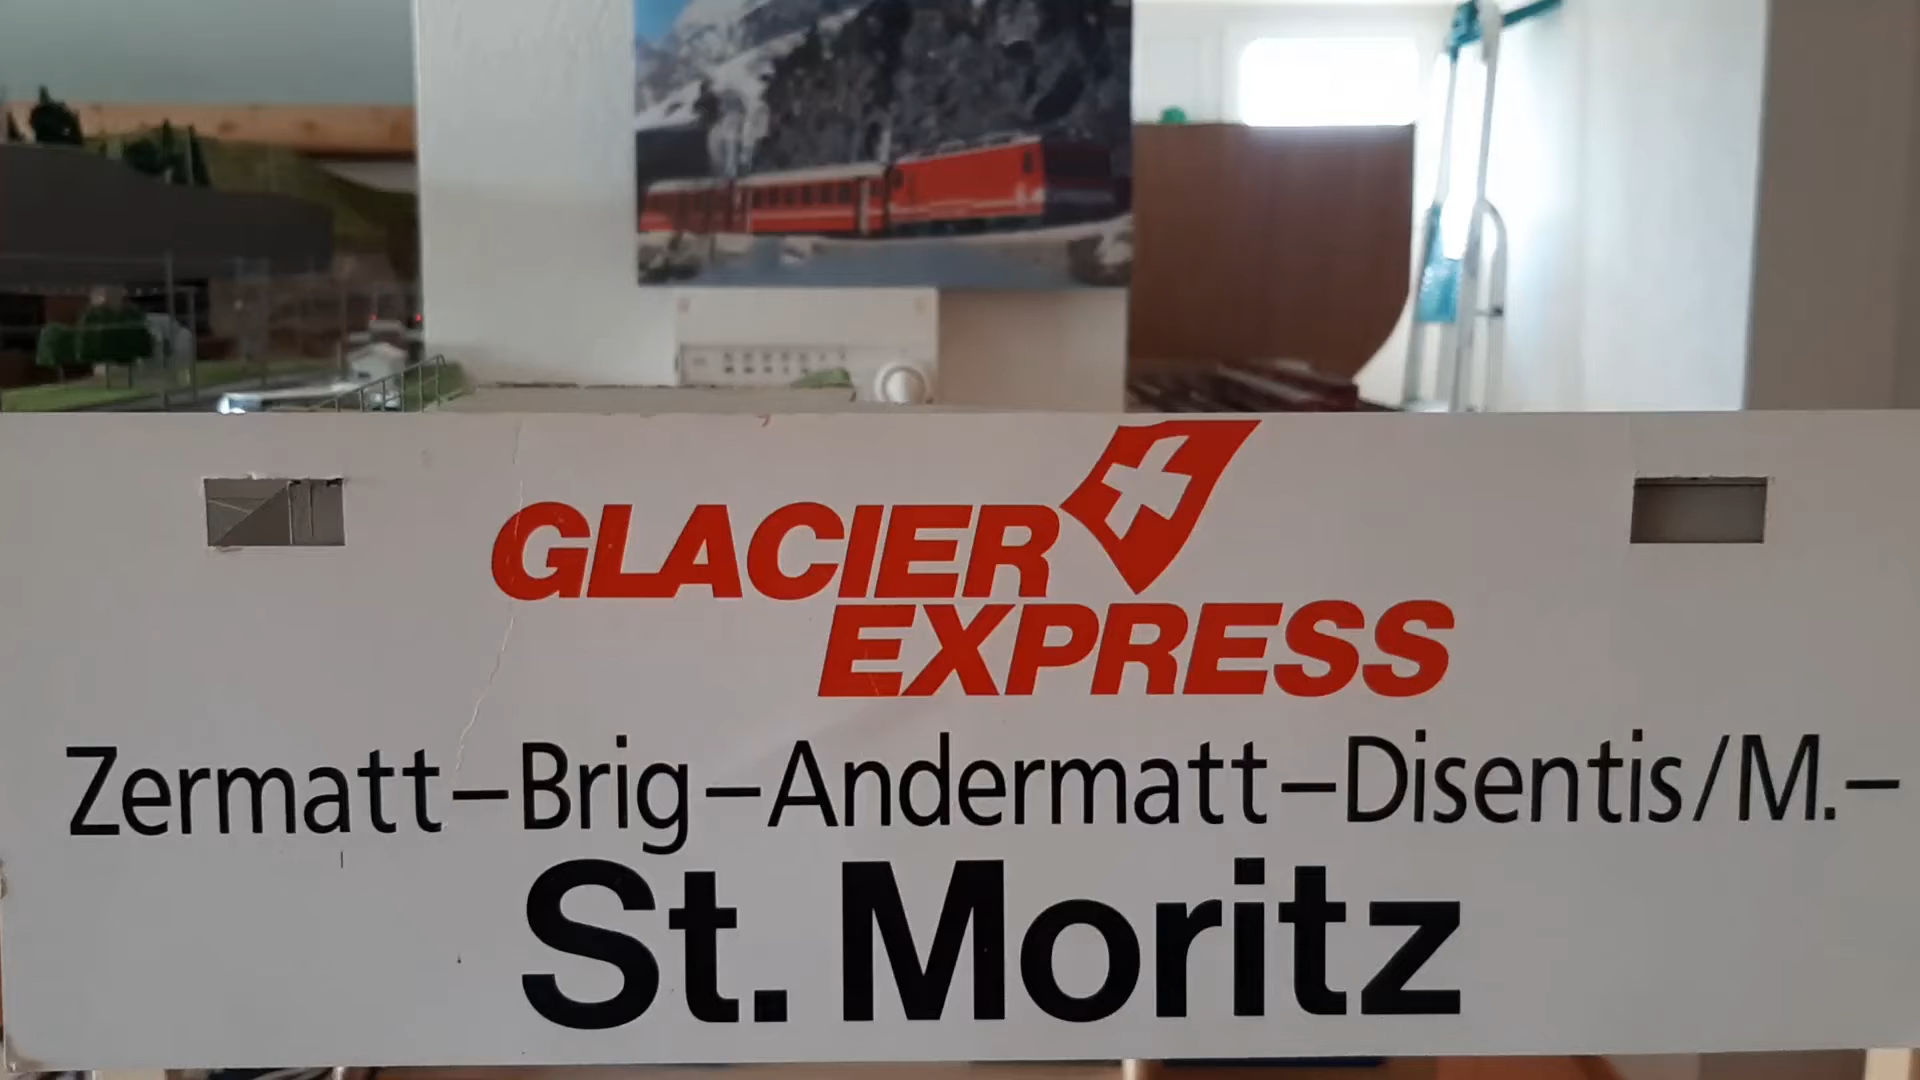 GLACIER
EXPRESS
Zermatt–Brig–Andermatt–Disentis/M.–
St. Moritz